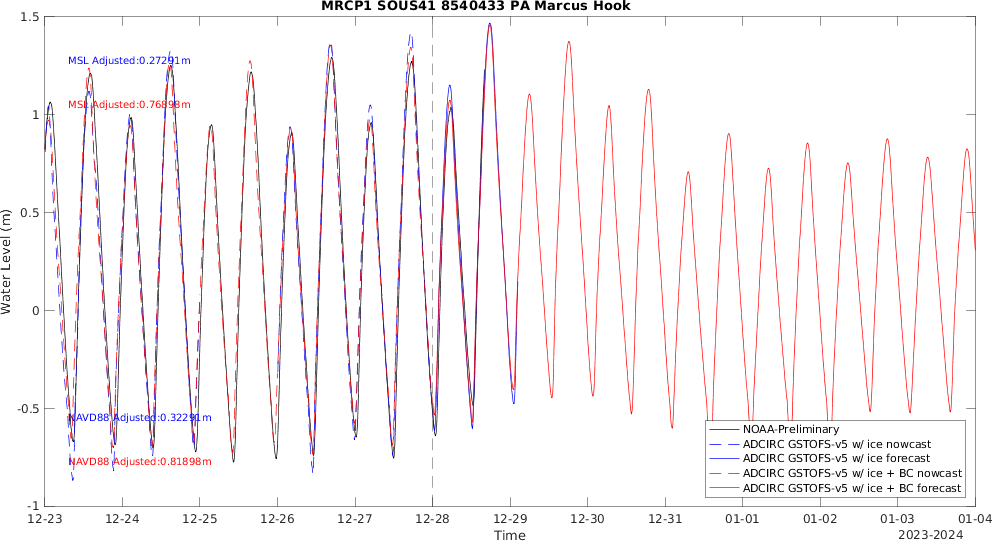 MRCP1 SOUS41 8540433 PA Marcus Hook
1.5
1
0.5
0
-0.5
-1
Water Level (m)
MSL Adjusted:0.27291m
MSL Adjusted:0.76898m
NAVD88 Adjusted:0.32291m
NAVD88 Adjusted:0.81898m
NOAA-Preliminary
ADCIRC GSTOFS-v5 w/ ice nowcast
ADCIRC GSTOFS-v5 w/ ice forecast
ADCIRC GSTOFS-v5 w/ ice + BC nowcast
ADCIRC GSTOFS-v5 w/ ice + BC forecast
12-23 12-24 12-25 12-26 12-27 12-28 12-29 12-30 12-31 01-01 01-02 01-03 01-04
Time
2023-2024